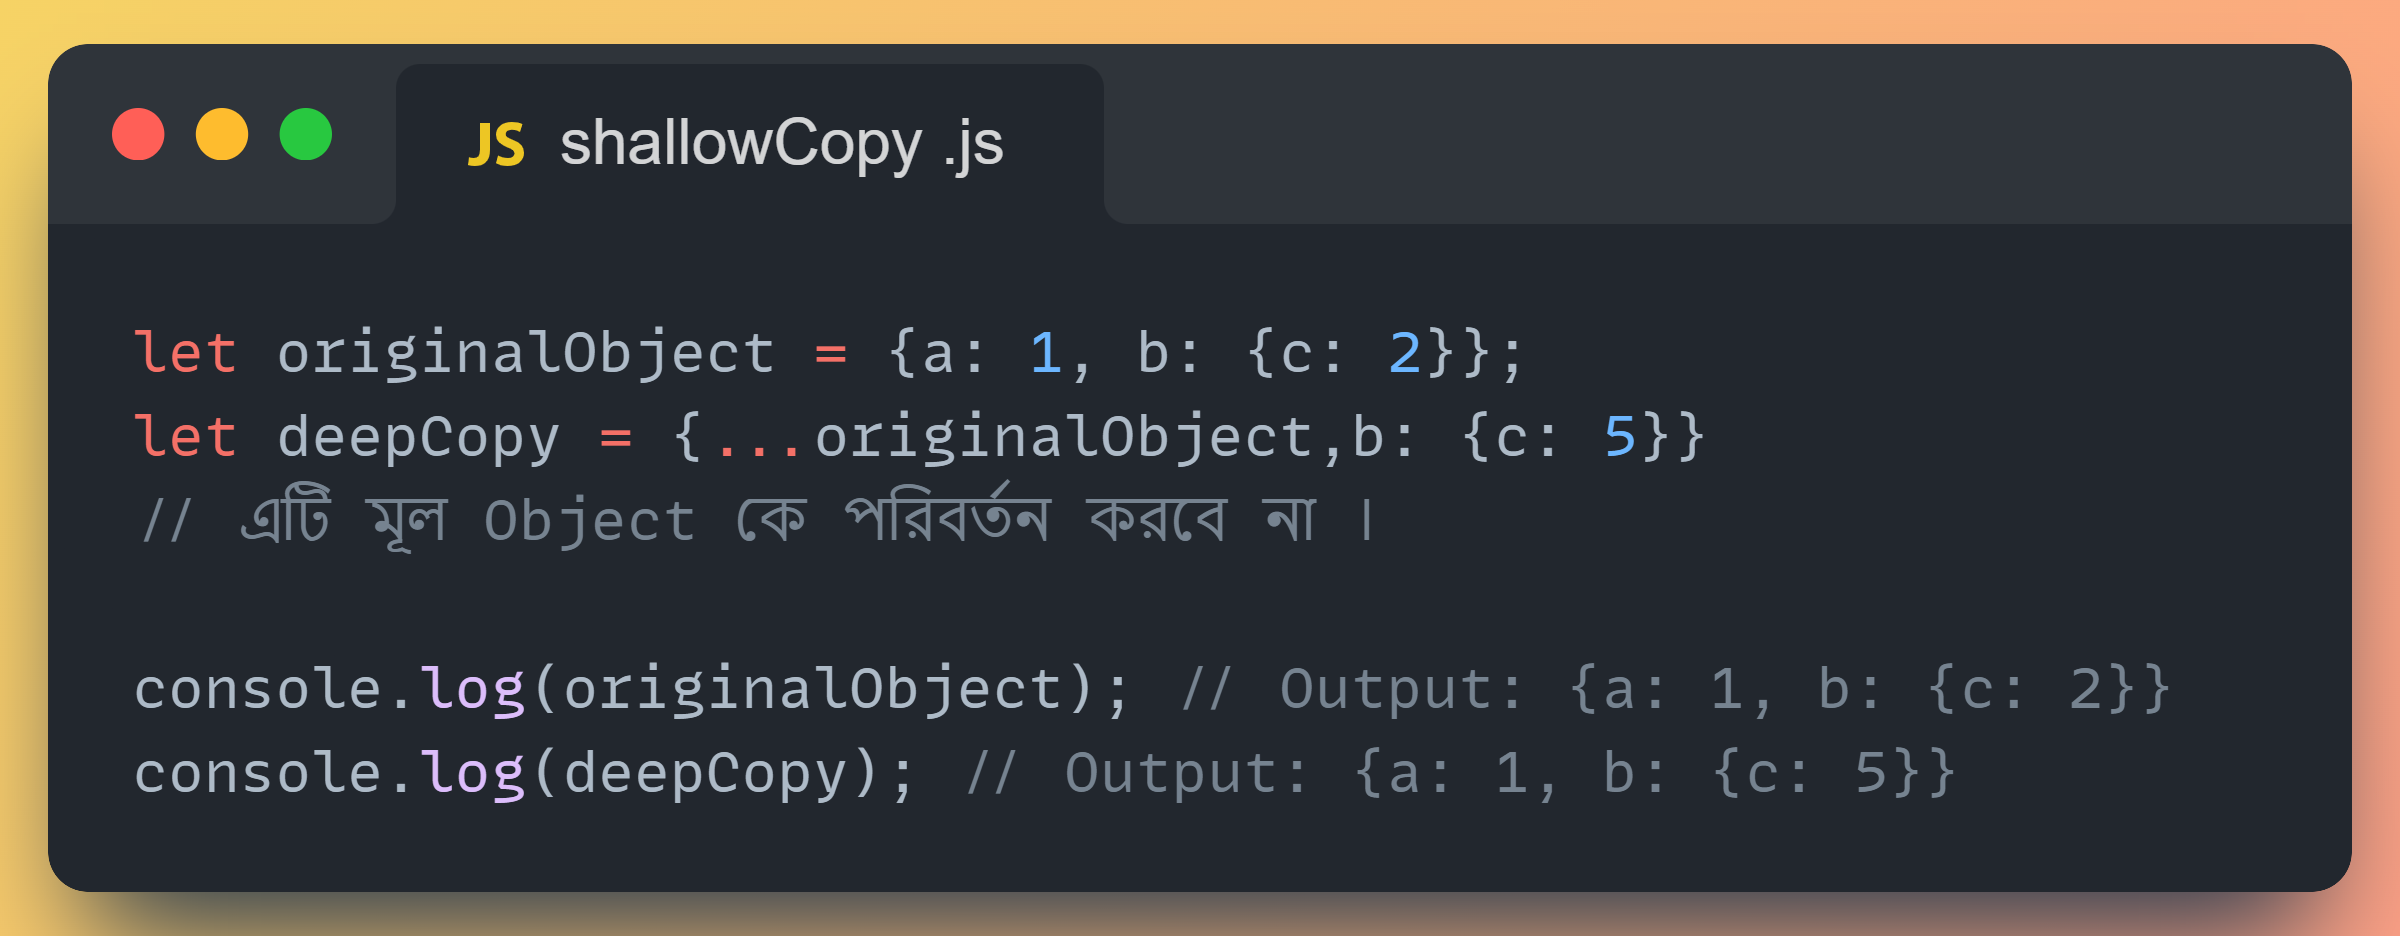 JS shallowCopy .js
let originalObject = {a: 1, b: {c: 2}};
let deepCopy = {...originalObject,b: {c: 5}}
// এটি মূল Object কে পরিবর্তন করবে না ।
console.log(originalObject); // Output: {a: 1, b: {c: 2}}
console.log(deepCopy); // Output: {a: 1, b: {c: 5}}